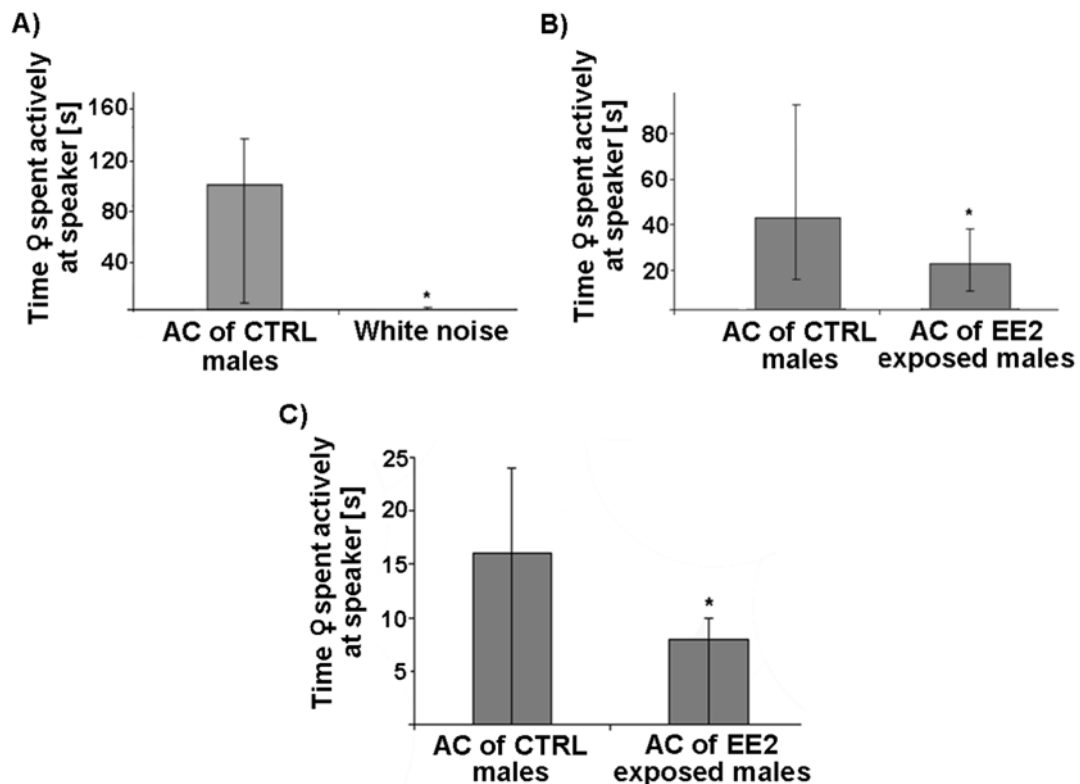 A)
Time ♀ spent actively
at speaker [s]
160
120
80
40
*
AC of CTRL
males
White noise
B)
Time ♀ spent actively
at speaker [s]
80
60
40
20
*
AC of CTRL
males
AC of EE2
exposed males
C)
Time ♀ spent actively
at speaker [s]
25
20
15
10
5
*
AC of CTRL
males
AC of EE2
exposed males